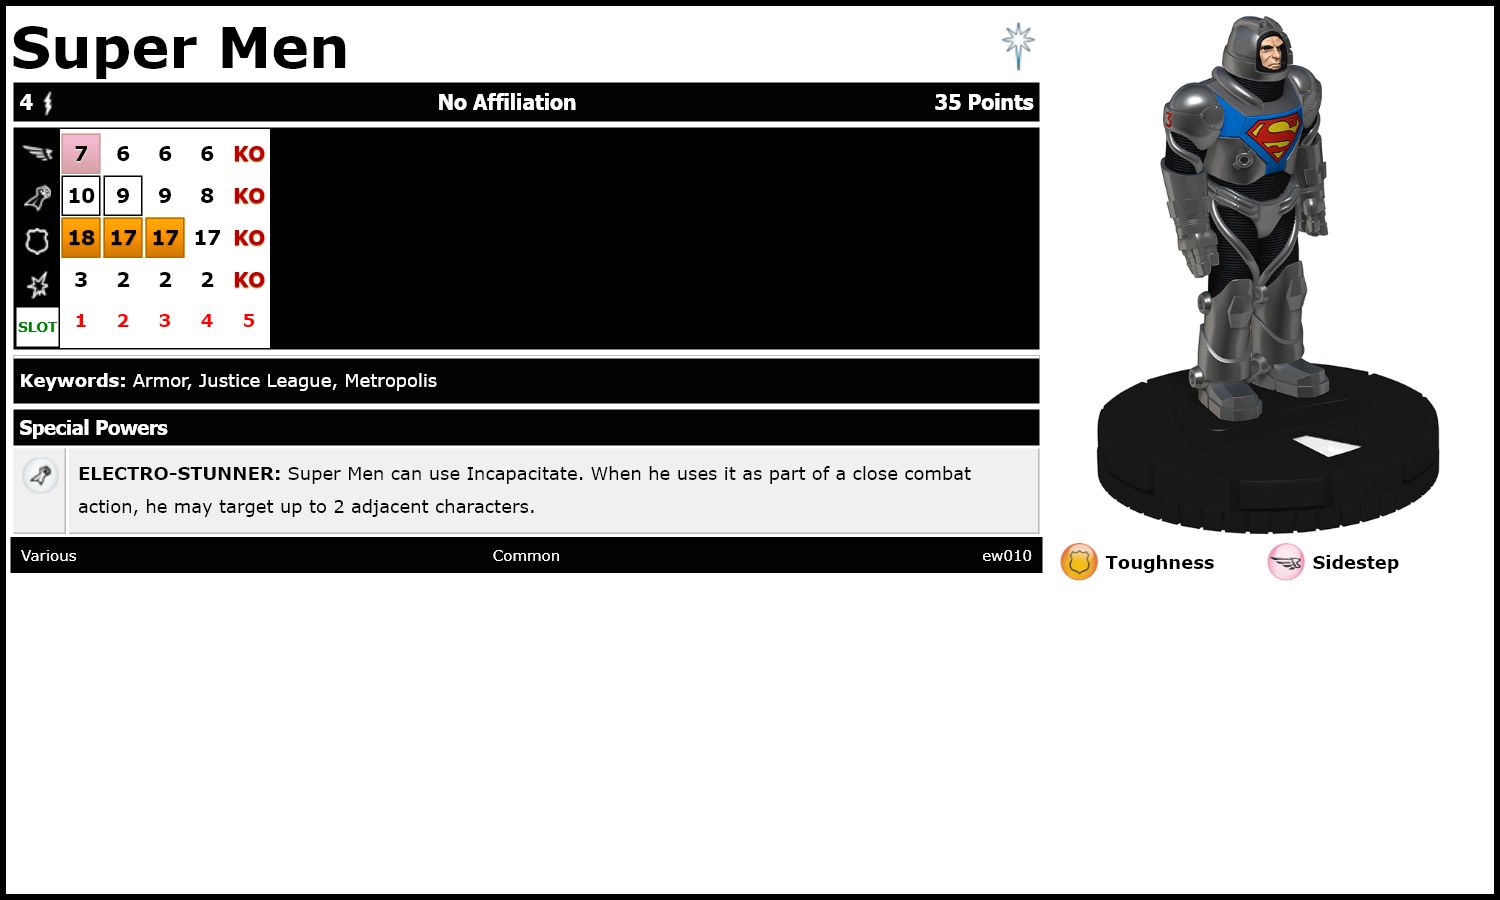 Super Men
4 No Affiliation 35 Points
7 6 6 6 KO
10 9 9 8 KO
18 17 17 17 KO
3 2 2 2 KO
SLOT 1 2 3 4 5
Keywords: Armor, Justice League, Metropolis
Special Powers
ELECTRO-STUNNER: Super Men can use Incapacitate. When he uses it as part of a close combat
action, he may target up to 2 adjacent characters.
Various Common ew010
3
S
Toughness Sidestep